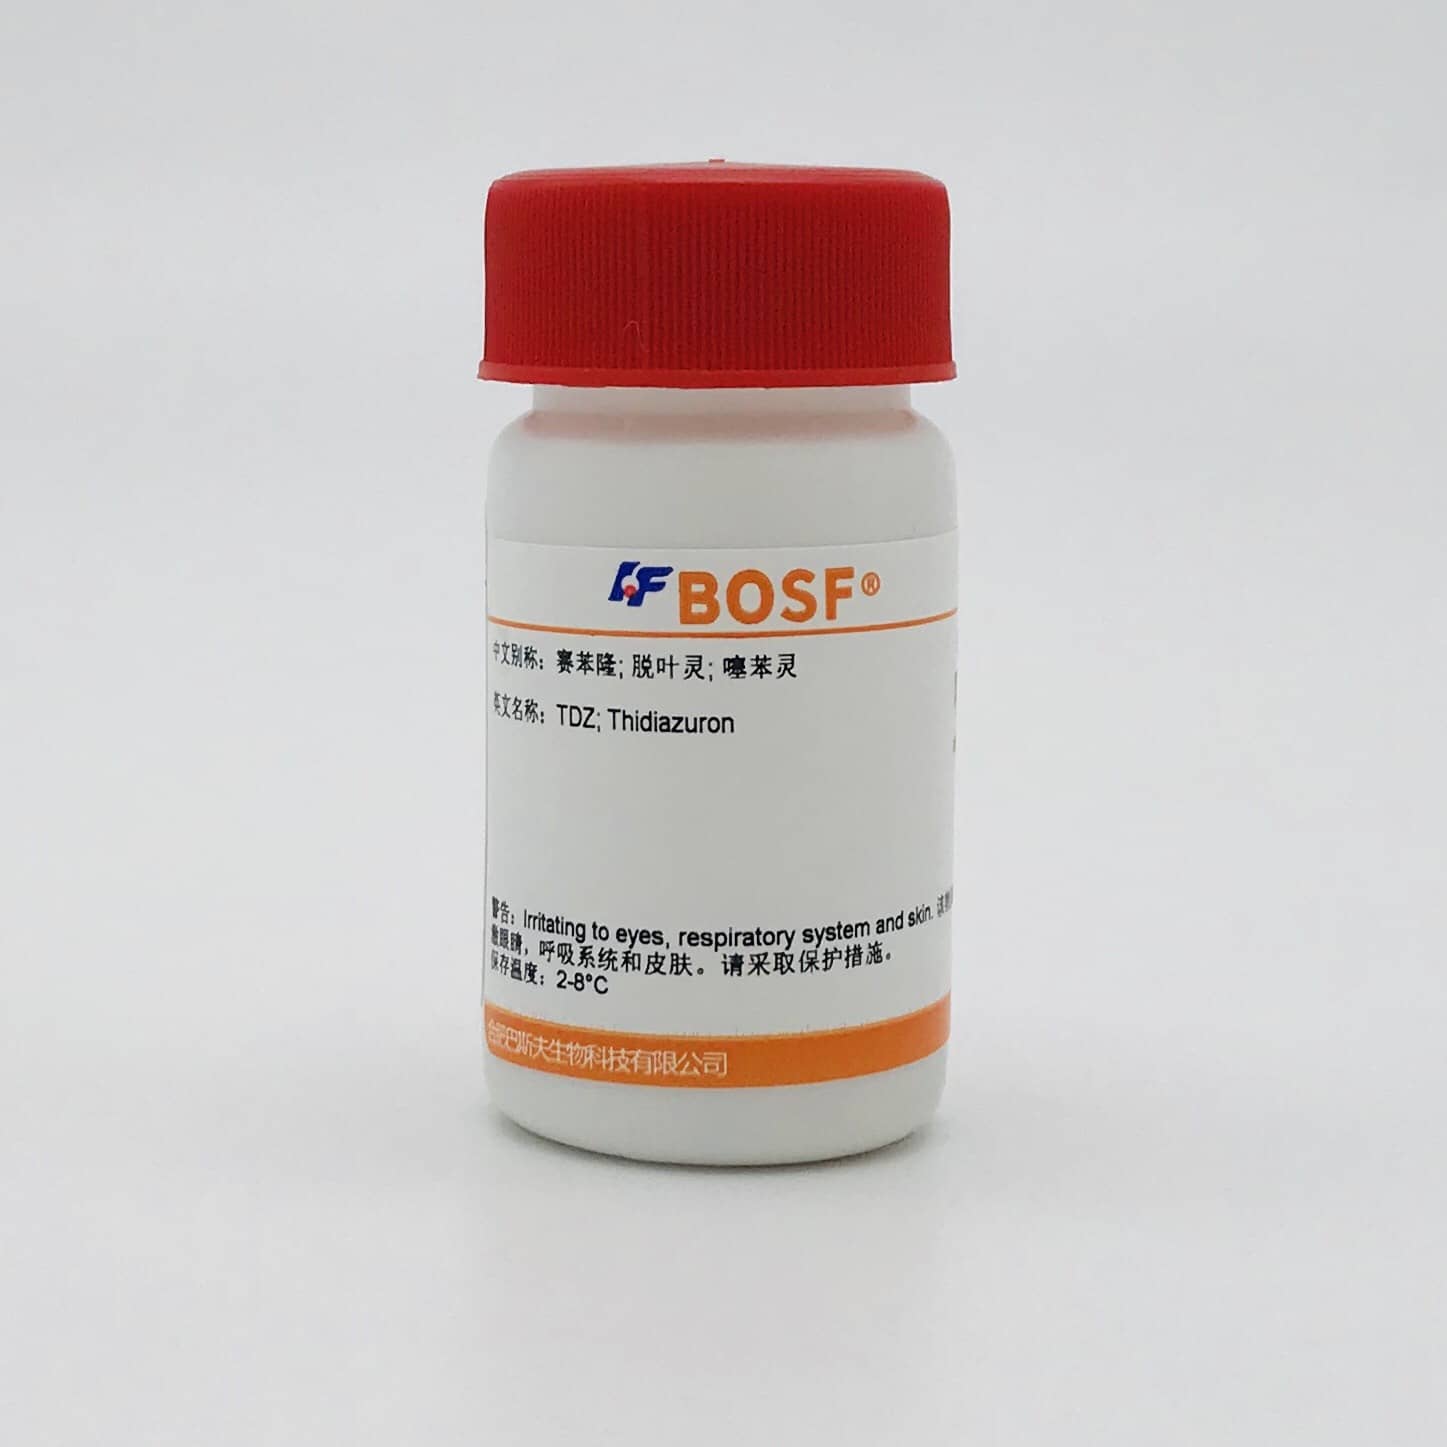 HF BOSF®
中文别称：赛苯隆; 脱叶灵; 噻苯灵
英文名称：TDZ; Thidiazuron
警告：Irritating to eyes, respiratory system and skin.
激眼睛，呼吸系统和皮肤。请采取保护措施。
保存温度：2-8°C
合肥巴斯夫生物科技有限公司